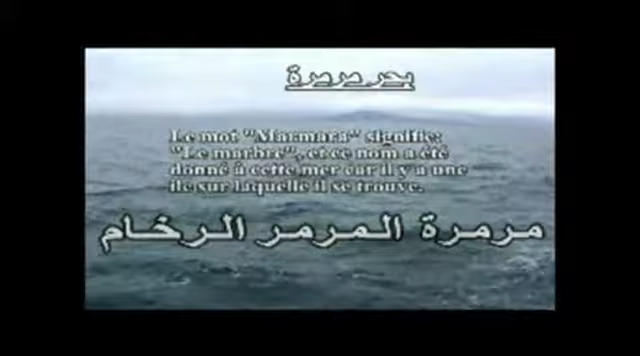 بحر مرمرة
Le mot "Marmara" signifie:
"Le marbre", et ce nom a été
donné à cette mer car il y a une
île sur laquelle il se trouve.
مرمرة المرمر الرخام